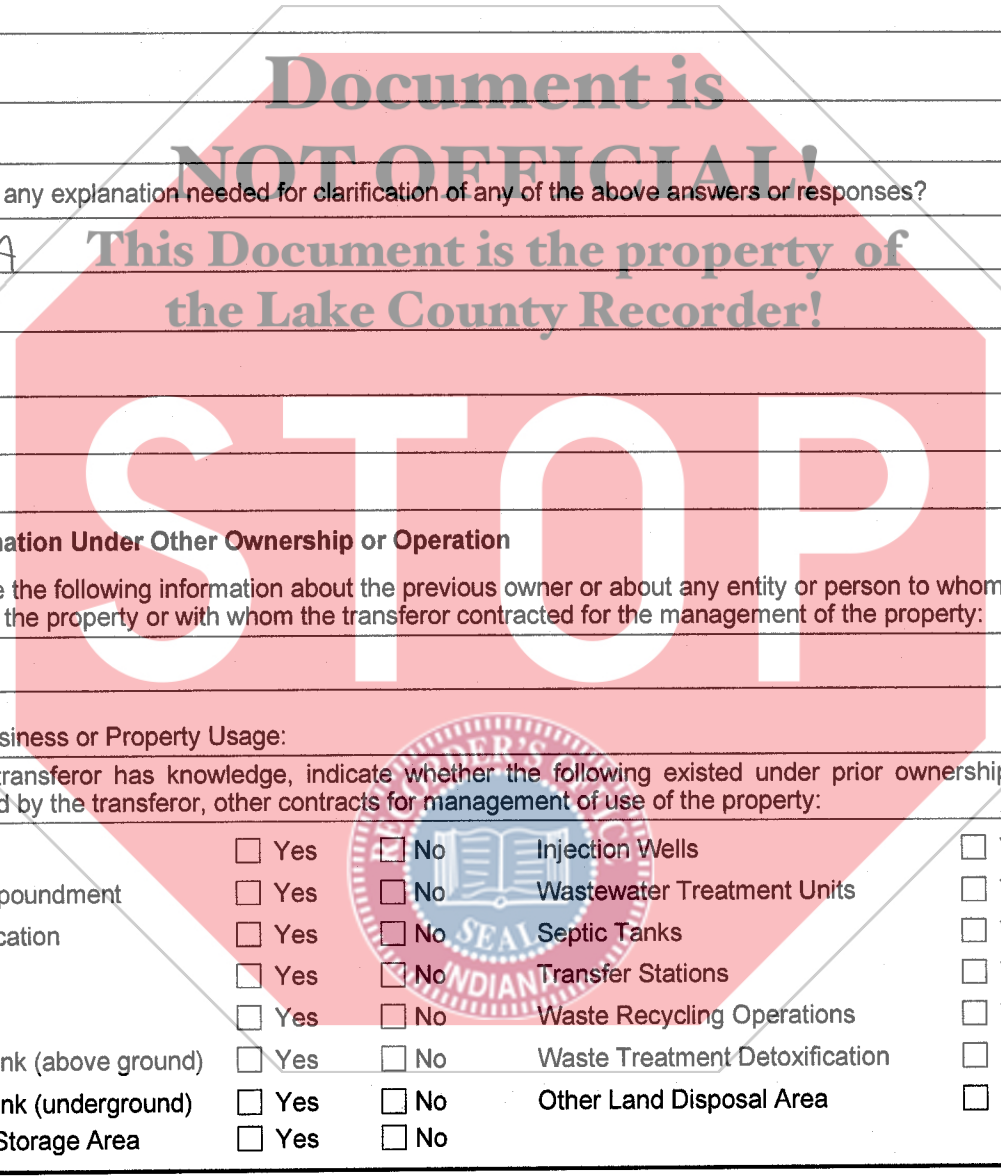 Document is
NOT OFFICIAL!
any explanation needed for clarification of any of the above answers or responses?
A
This Document is the property of
the Lake County Recorder!
STOP
ation Under Other Ownership or Operation
e the following information about the previous owner or about any entity or person to whom
the property or with whom the transferor contracted for the management of the property:
siness or Property Usage:
transferor has knowledge, indicate whether the following existed under prior ownership
d by the transferor, other contracts for management of use of the property:
RECORDER'S OFFICE
SEAL
INDIANA
Yes No Injection Wells
poundment Yes No Wastewater Treatment Units
cation Yes No Septic Tanks
Yes No Transfer Stations
Yes No Waste Recycling Operations
nk (above ground) Yes No Waste Treatment Detoxification
nk (underground) Yes No Other Land Disposal Area
Storage Area Yes No